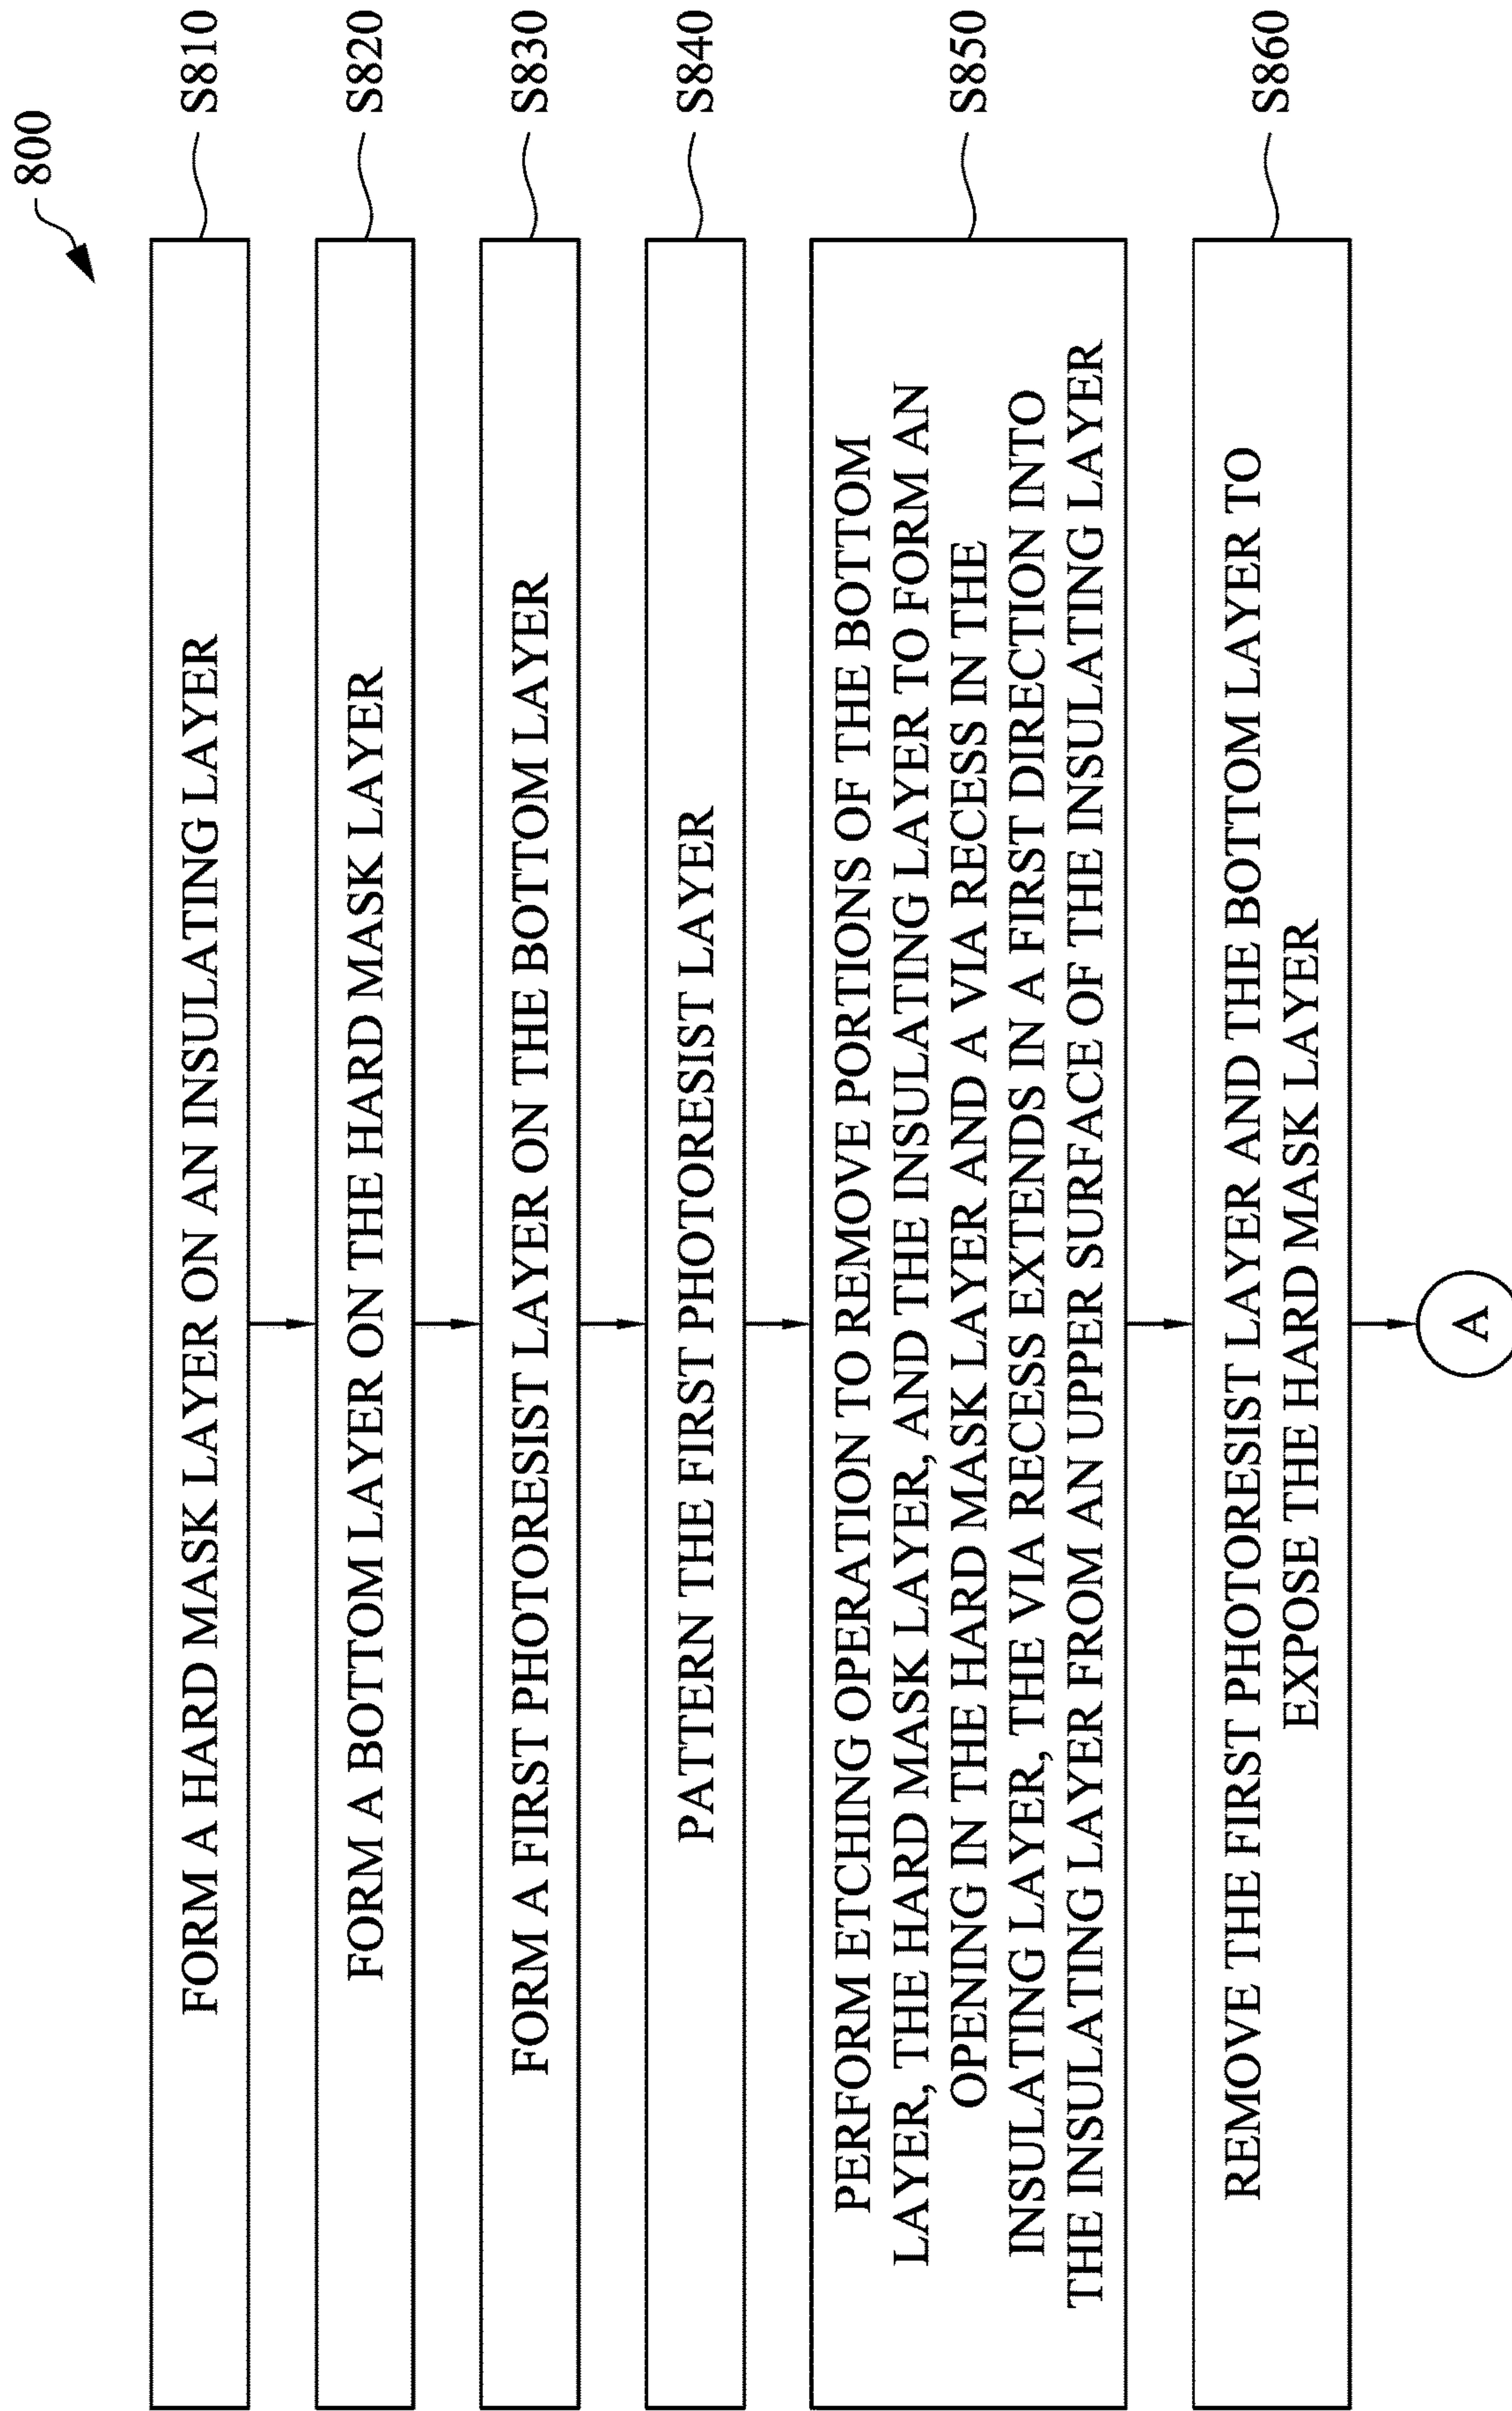 800
FORM A HARD MASK LAYER ON AN INSULATING LAYER
S810
FORM A BOTTOM LAYER ON THE HARD MASK LAYER
S820
FORM A FIRST PHOTORESIST LAYER ON THE BOTTOM LAYER
S830
PATTERN THE FIRST PHOTORESIST LAYER
S840
PERFORM ETCHING OPERATION TO REMOVE PORTIONS OF THE BOTTOM
LAYER, THE HARD MASK LAYER, AND THE INSULATING LAYER TO FORM AN
OPENING IN THE HARD MASK LAYER AND A VIA RECESS IN THE
INSULATING LAYER, THE VIA RECESS EXTENDS IN A FIRST DIRECTION INTO
THE INSULATING LAYER FROM AN UPPER SURFACE OF THE INSULATING LAYER
S850
REMOVE THE FIRST PHOTORESIST LAYER AND THE BOTTOM LAYER TO
EXPOSE THE HARD MASK LAYER
S860
A